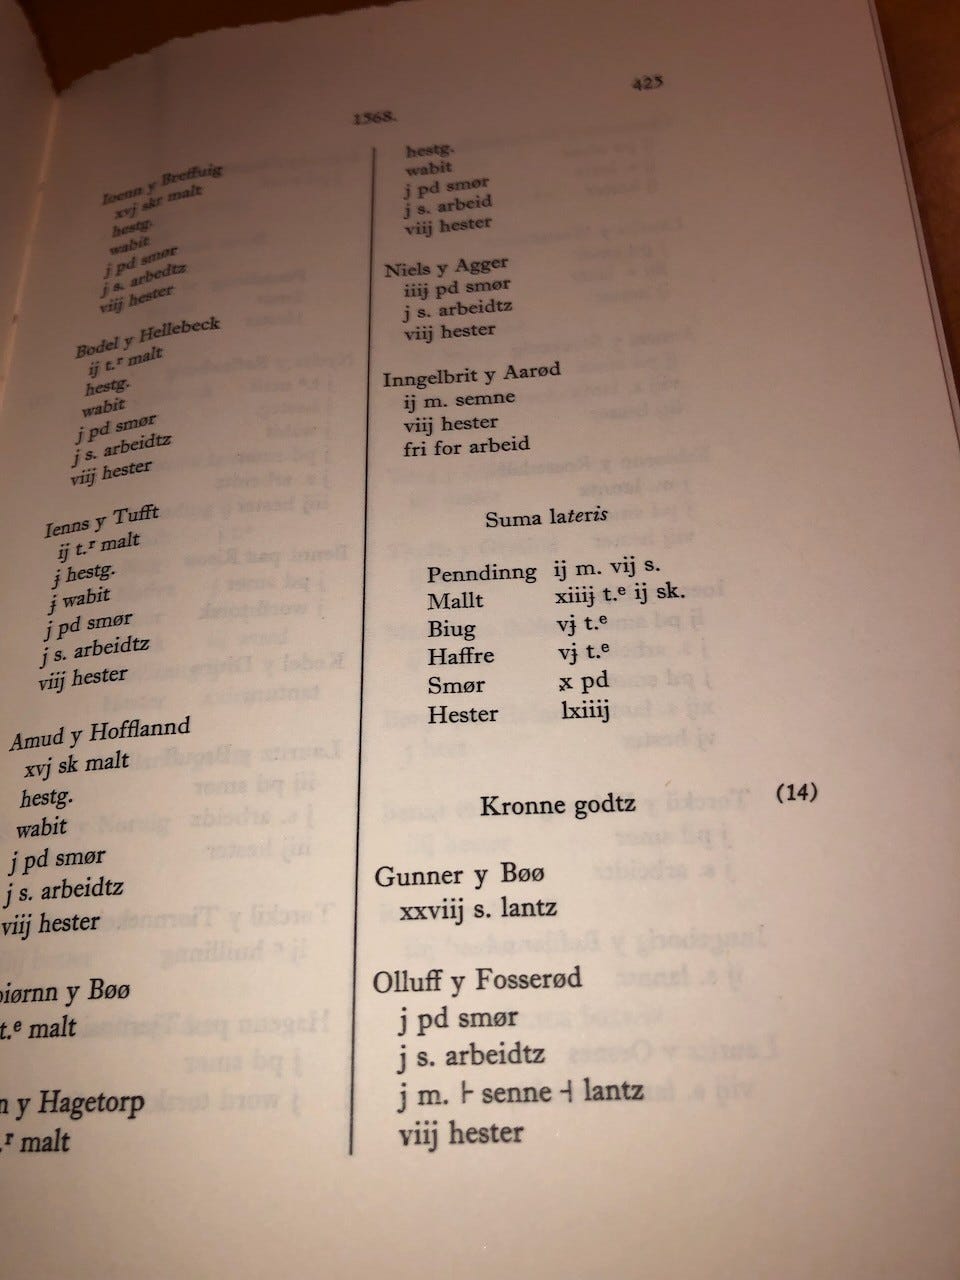 1568.
425
Ioenn y Breffuig
xvj skr malt
hestg.
wabit
j pd smør
j s. arbedtz
viij hester
Bodel y Hellebeck
ij t.ʳ malt
hestg.
wabit
j pd smør
j s. arbeidtz
viij hester
Ienns y Tufft
ij t.ʳ malt
ɉ hestg.
ɉ wabit
j pd smør
j s. arbeidtz
viij hester
Amud y Hofflannd
xvj sk malt
hestg.
wabit
j pd smør
j s. arbeidtz
viij hester
y Bøø
t.ᵉ malt
y Hagetorp
malt
hestg.
wabit
j pd smør
j s. arbeid
viij hester
Niels y Agger
iiij pd smør
j s. arbeidtz
viij hester
Inngelbrit y Aarød
ij m. semne
viij hester
fri for arbeid
Suma lateris
Penndinng ij m. vij s.
Mallt xiiij t.ᵉ ij sk.
Biug vɉ t.ᵉ
Haffre vɉ t.ᵉ
Smør x pd
Hester lxiiij
Kronne godtz (14)
Gunner y Bøø
xxviij s. lantz
Olluff y Fosserød
j pd smør
j s. arbeidtz
j m. ⊦ senne ⫞ lantz
viij hester